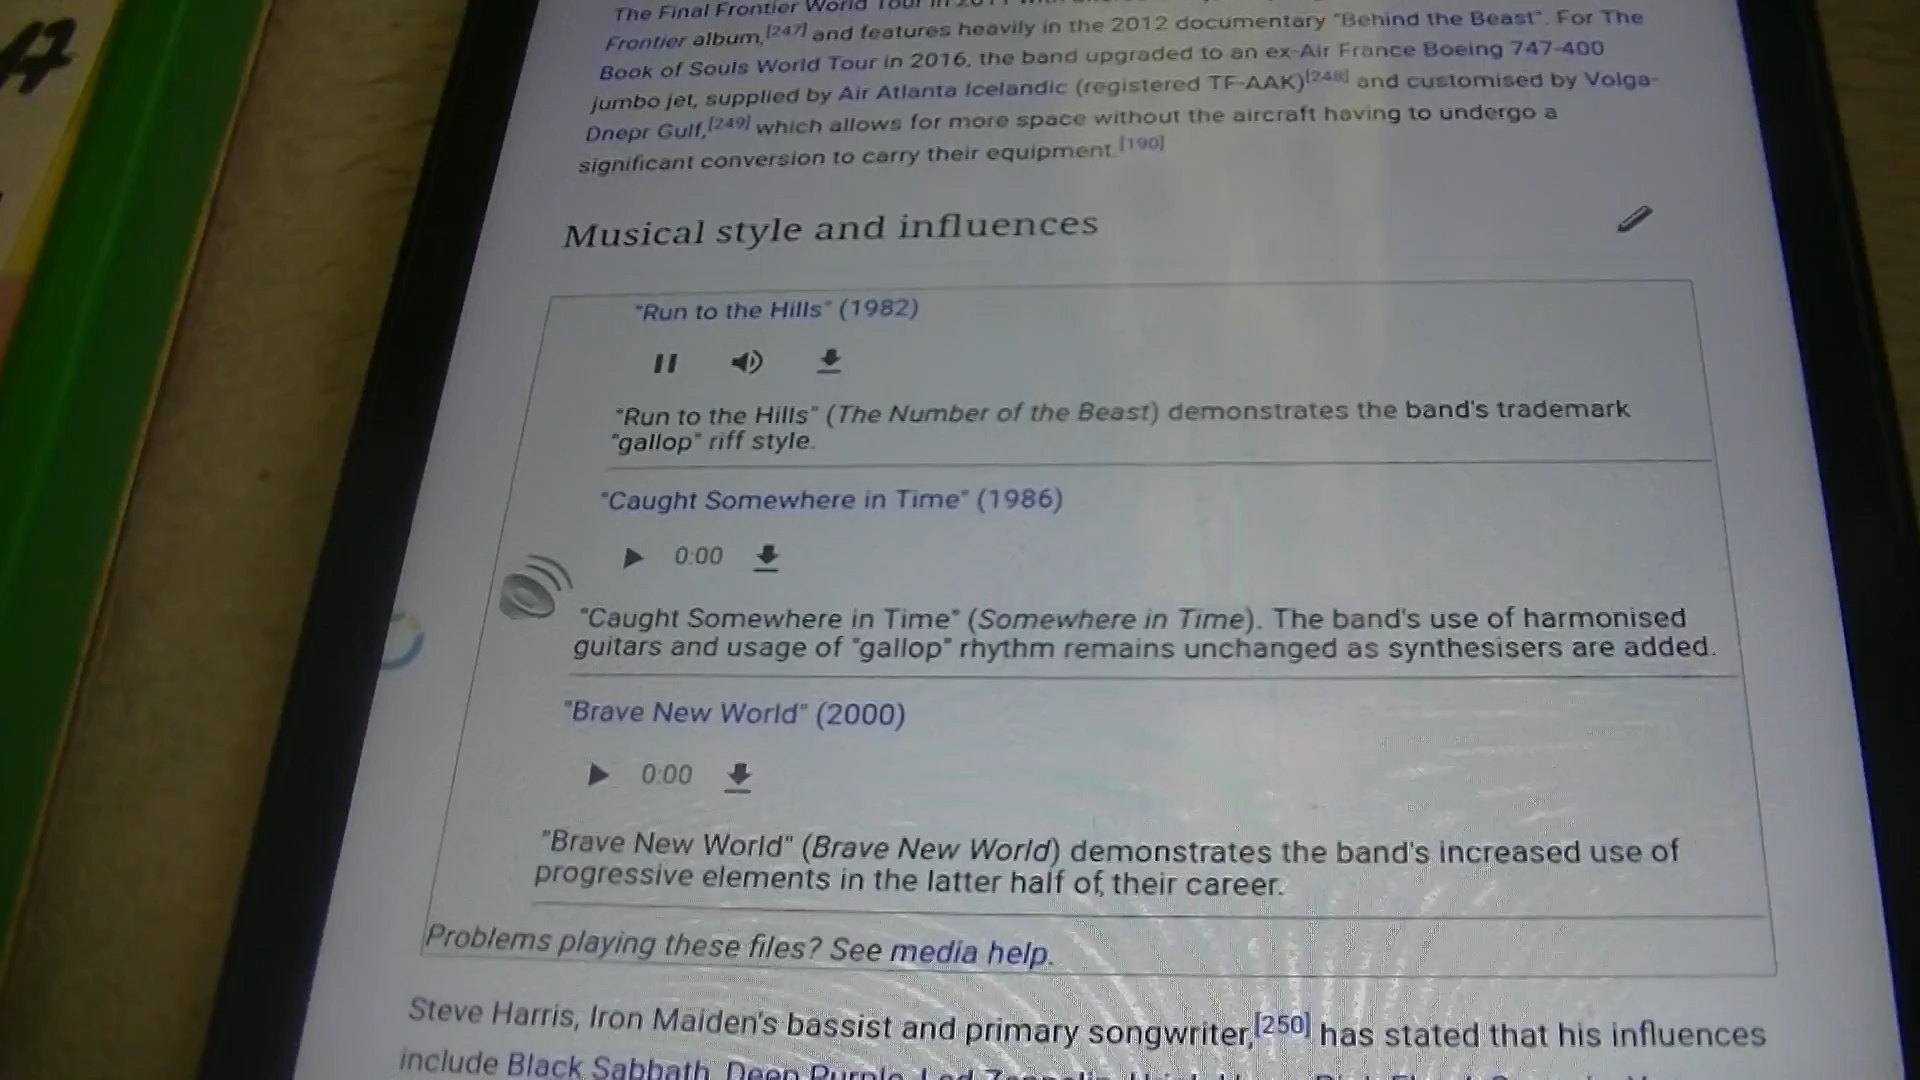 The Final Frontier World Tour in
Frontier album,[247] and features heavily in the 2012 documentary "Behind the Beast". For The
Book of Souls World Tour in 2016, the band upgraded to an ex-Air France Boeing 747-400
jumbo jet, supplied by Air Atlanta Icelandic (registered TF-AAK)[248] and customised by Volga-
Dnepr Gulf,[249] which allows for more space without the aircraft having to undergo a
significant conversion to carry their equipment.[190]
Musical style and influences
"Run to the Hills" (1982)
"Run to the Hills" (The Number of the Beast) demonstrates the band's trademark
"gallop" riff style.
"Caught Somewhere in Time" (1986)
0:00
"Caught Somewhere in Time" (Somewhere in Time). The band's use of harmonised
guitars and usage of "gallop" rhythm remains unchanged as synthesisers are added.
"Brave New World" (2000)
0:00
"Brave New World" (Brave New World) demonstrates the band's increased use of
progressive elements in the latter half of, their career.
Problems playing these files? See media help.
Steve Harris, Iron Maiden's bassist and primary songwriter,[250] has stated that his influences
include Black Sabbath, Deep Purple, Led Zeppelin,